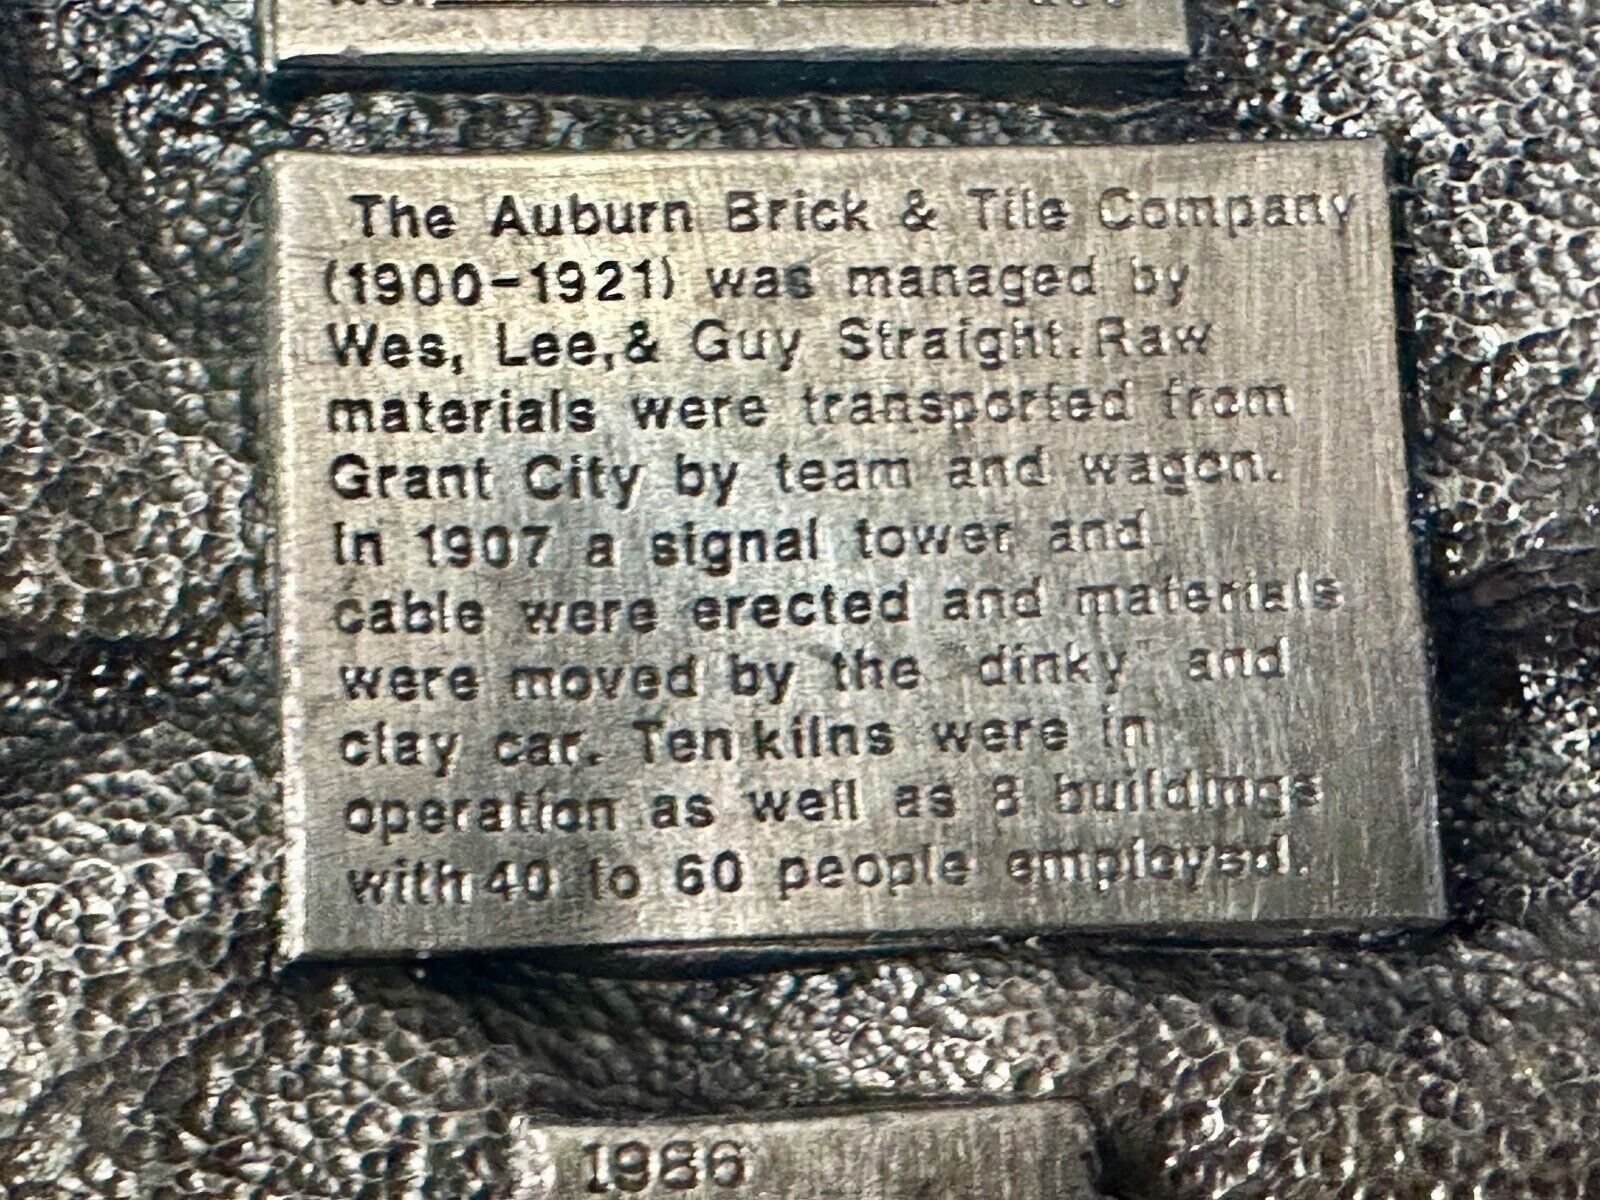 The Auburn Brick & Tile Company
(1900-1921) was managed by
Wes, Lee,& Guy Straight. Raw
materials were transported from
Grant City by team and wagon.
In 1907 a signal tower and
cable were erected and materials
were moved by the "dinky" and
clay car. Ten kilns were in
operation as well as 8 buildings
with 40 to 60 people employed.
1986